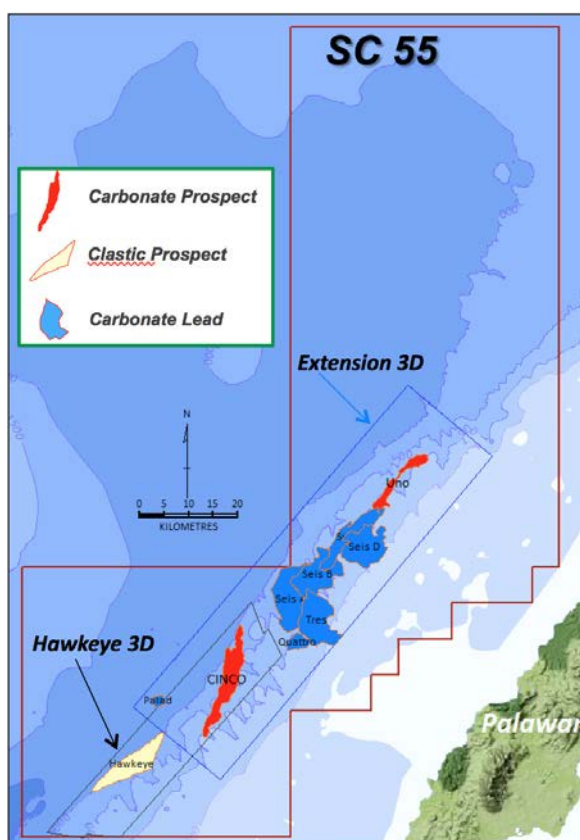 SC 55
Carbonate Prospect
Clastic Prospect
Carbonate Lead
Extension 3D
N
0 5 10 15 20
KILOMETRES
Uno
Seis D
Seis B
Seis
Tres
Quattro
Hawkeye 3D
CINCO
Hawkeye
Palawan